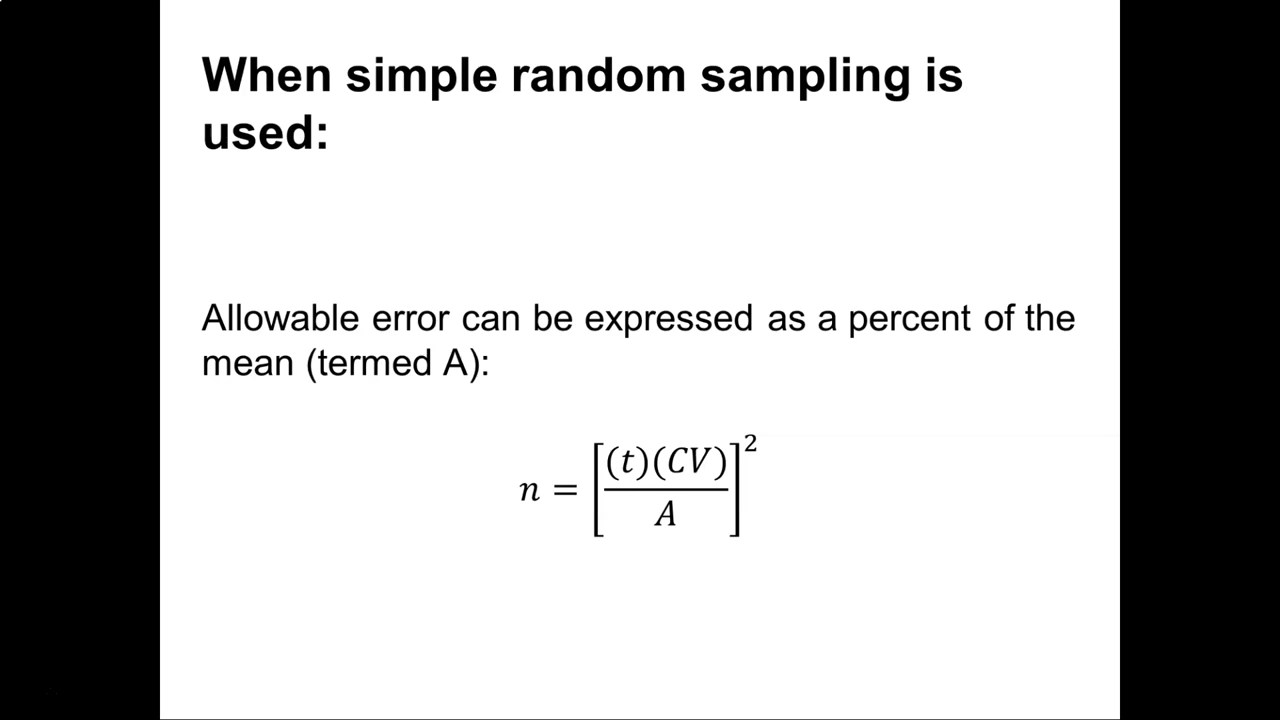 When simple random sampling is
used:
Allowable error can be expressed as a percent of the
mean (termed A):
n = [(t)(CV) / A]²